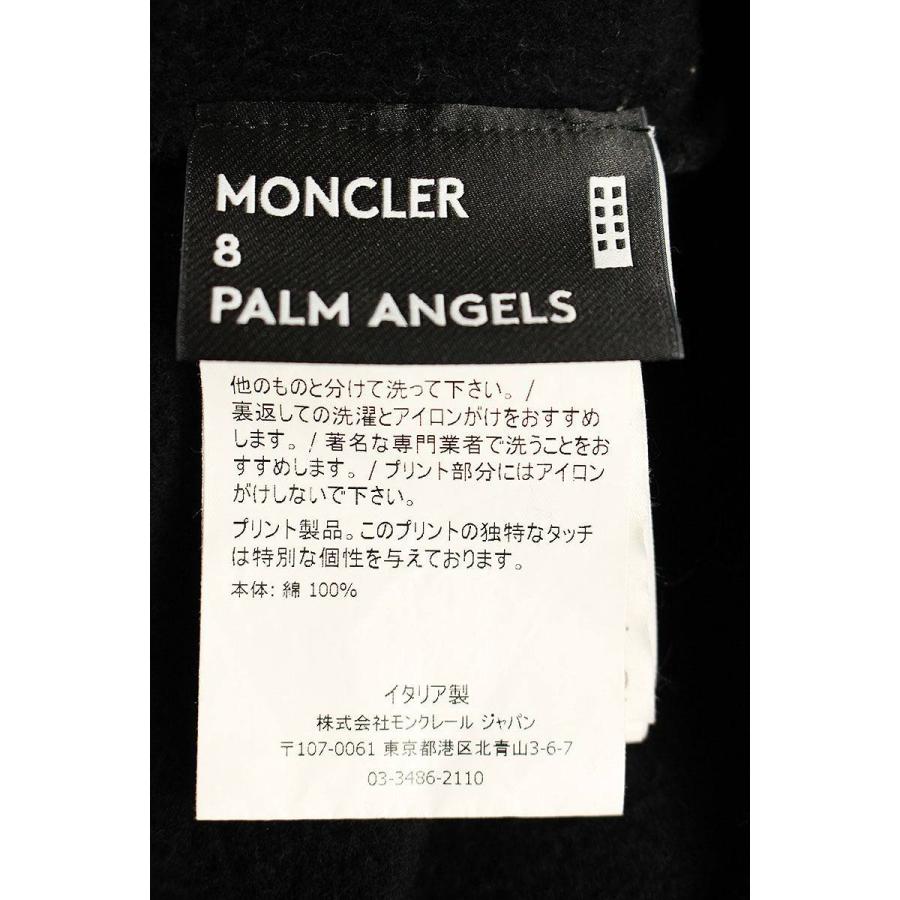 MONCLER
8
PALM ANGELS
他のものと分けて洗って下さい。/
裏返しての洗濯とアイロンがけをおすすめ
します。/ 著名な専門業者で洗うことをお
すすめします。/ プリント部分にはアイロン
がけしないで下さい。
プリント製品。このプリントの独特なタッチ
は特別な個性を与えております。
本体: 綿 100%
イタリア製
株式会社モンクレール ジャパン
〒107-0061 東京都港区北青山3-6-7
03-3486-2110